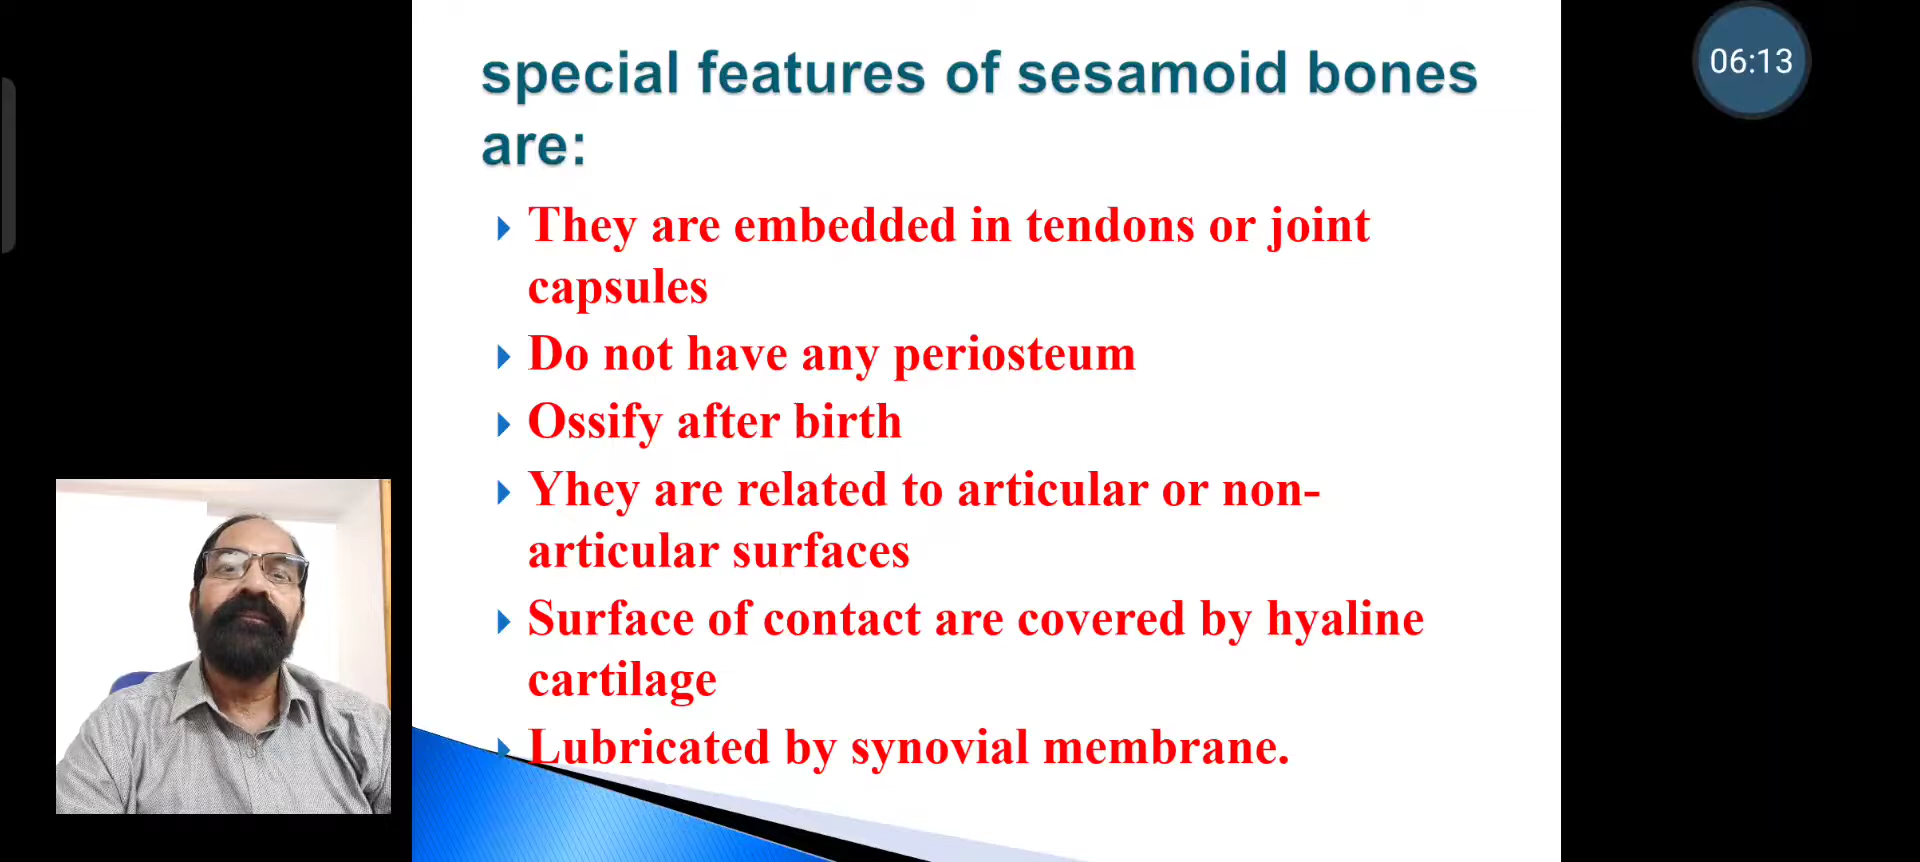 special features of sesamoid bones
are:
They are embedded in tendons or joint
capsules
Do not have any periosteum
Ossify after birth
Yhey are related to articular or non-
articular surfaces
Surface of contact are covered by hyaline
cartilage
Lubricated by synovial membrane.
06:13